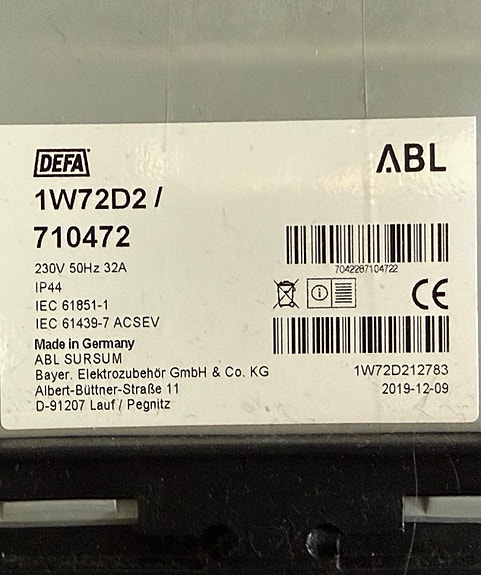 DEFA
ABL
1W72D2 /
710472
230V 50Hz 32A
IP44
IEC 61851-1
IEC 61439-7 ACSEV
Made in Germany
ABL SURSUM
Bayer. Elektrozubehör GmbH & Co. KG
Albert-Büttner-Straße 11
D-91207 Lauf / Pegnitz
7042287104722
CE
1W72D212783
2019-12-09